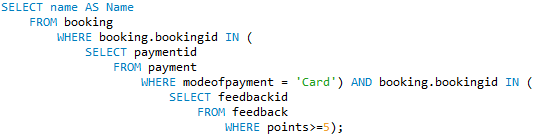 SELECT name AS Name
FROM booking
WHERE booking.bookingid IN (
SELECT paymentid
FROM payment
WHERE modeofpayment = 'Card') AND booking.bookingid IN (
SELECT feedbackid
FROM feedback
WHERE points>=5);